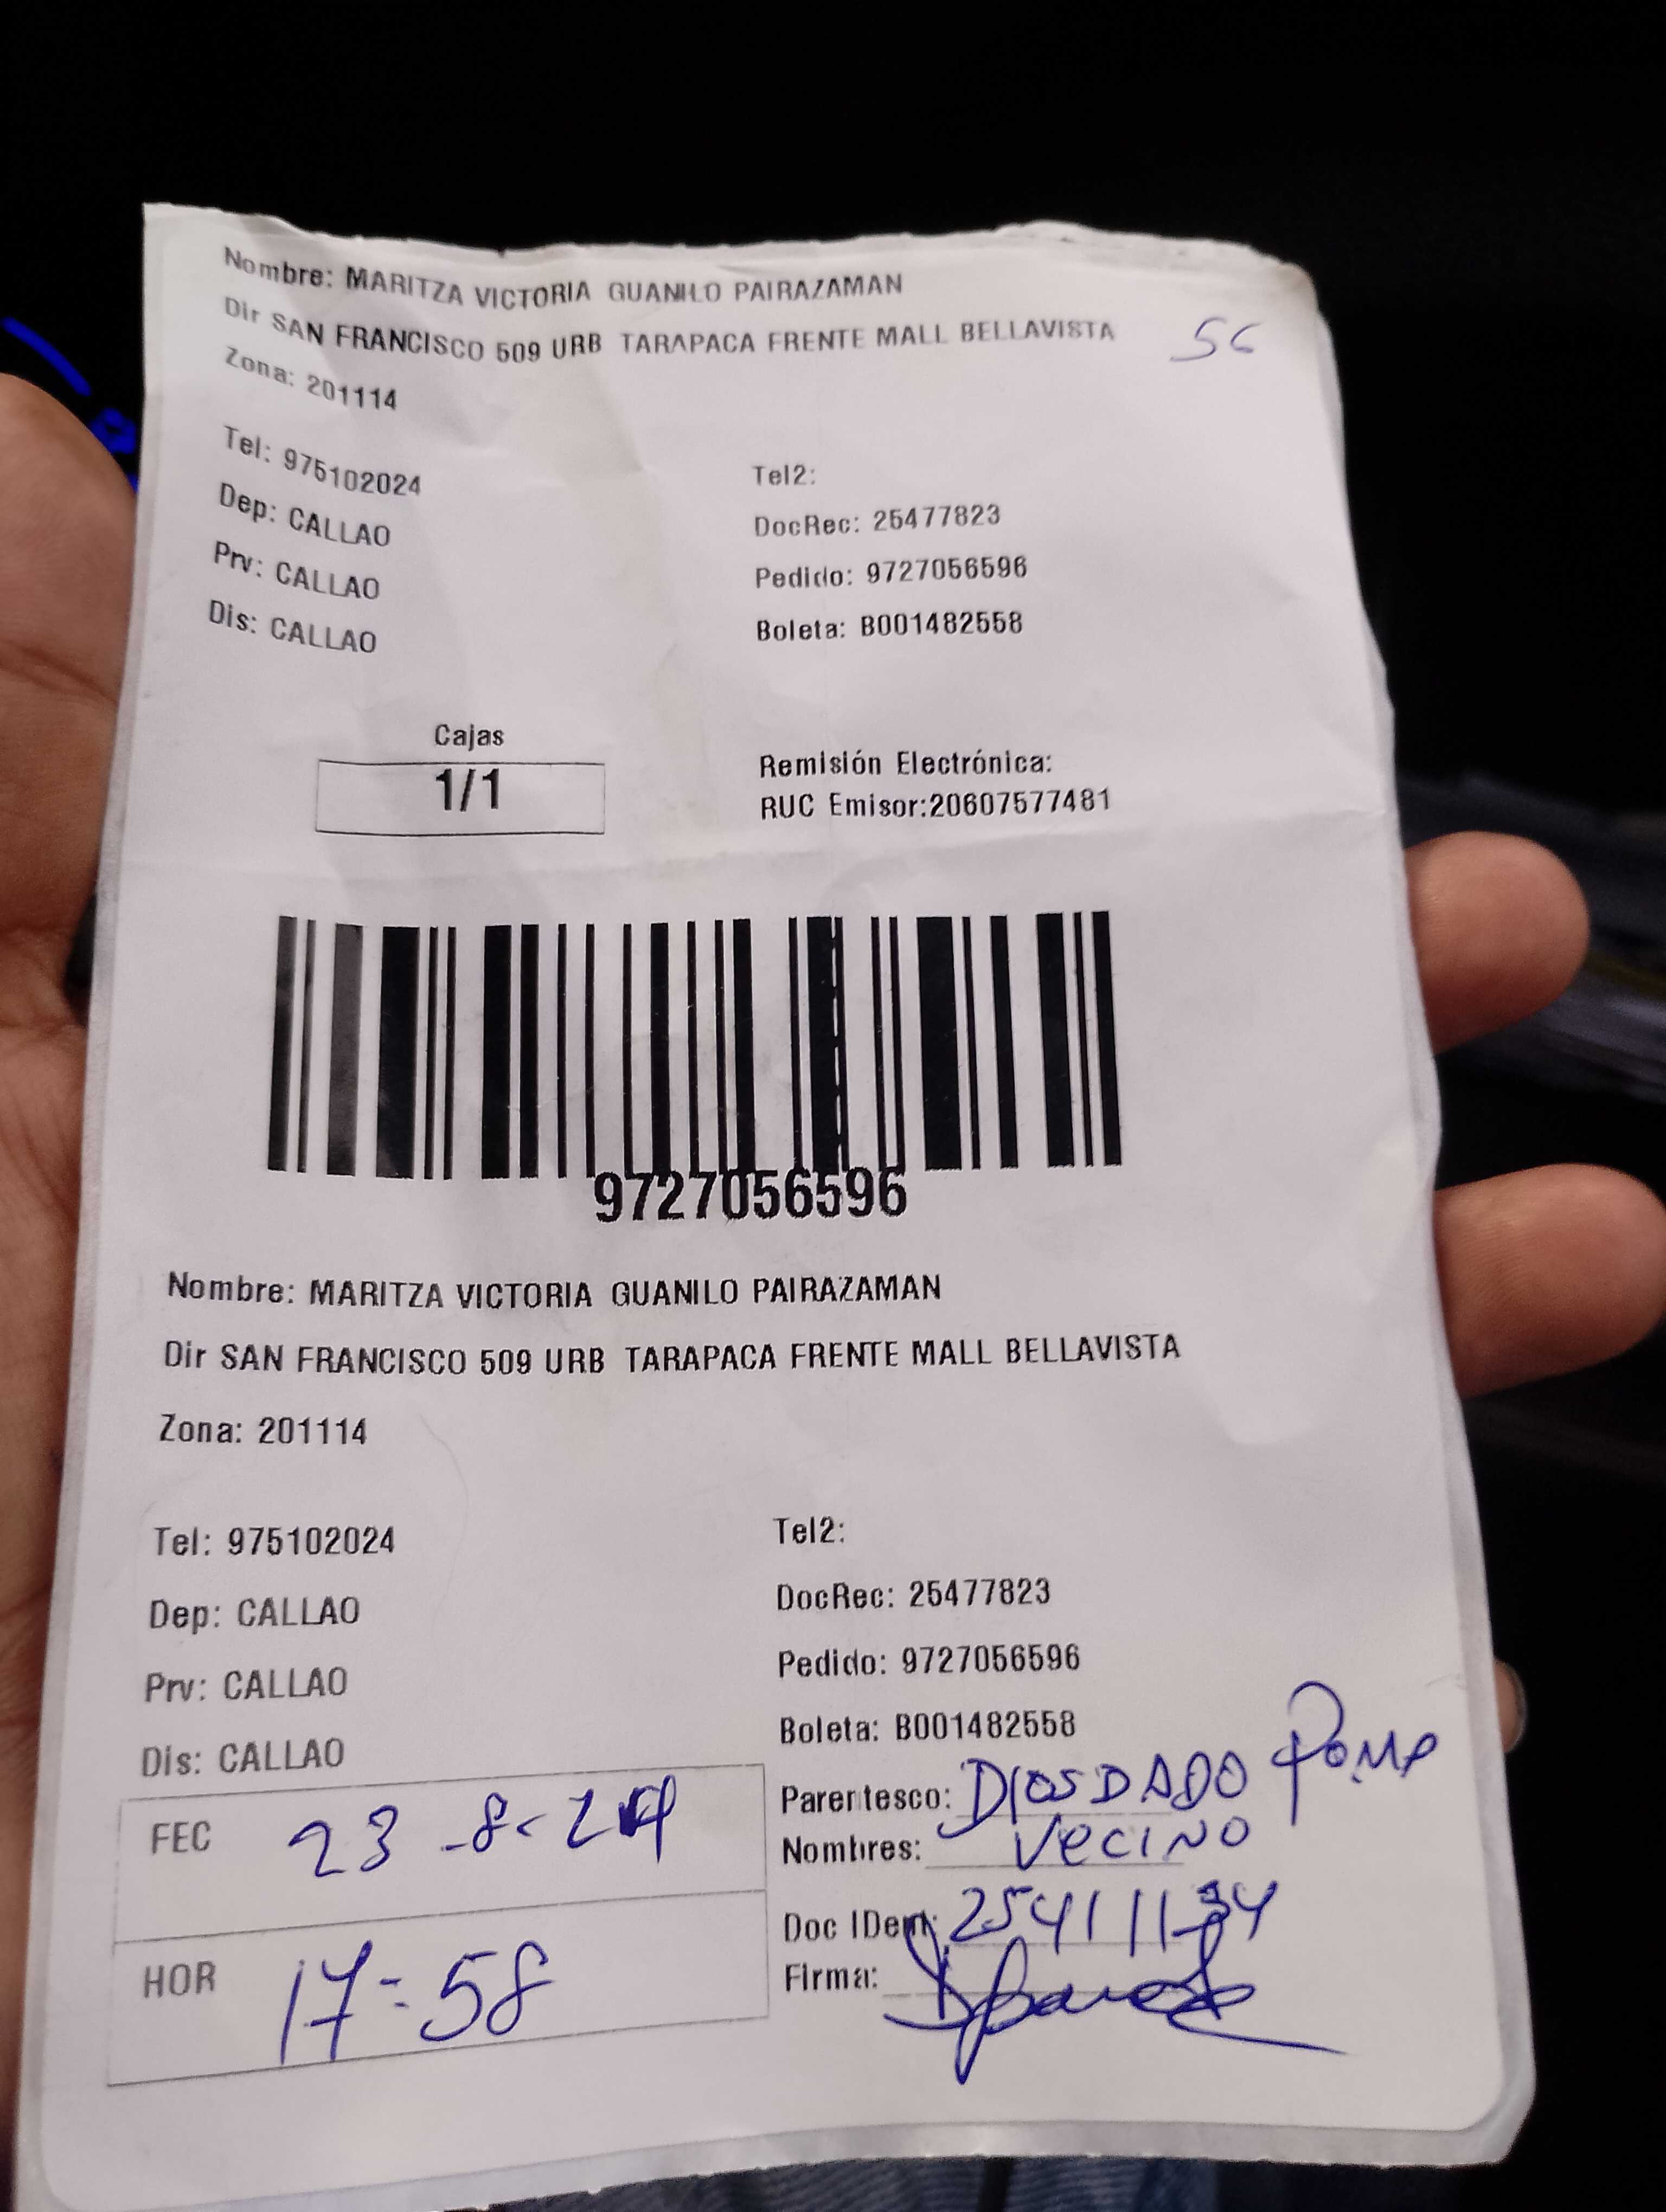 Nombre: MARITZA VICTORIA GUANILO PAIRAZAMAN
Dir SAN FRANCISCO 509 URB TARAPACA FRENTE MALL BELLAVISTA
Zona: 201114
Tel: 975102024
Dep: CALLAO
Prv: CALLAO
Dis: CALLAO
Tel2:
DocRec: 25477823
Pedido: 9727056596
Boleta: B001482558
Cajas
1/1
Remisión Electrónica:
RUC Emisor:20607577481
9727056596
Nombre: MARITZA VICTORIA GUANILO PAIRAZAMAN
Dir SAN FRANCISCO 509 URB TARAPACA FRENTE MALL BELLAVISTA
Zona: 201114
Tel: 975102024
Dep: CALLAO
Prv: CALLAO
Dis: CALLAO
Tel2:
DocRec: 25477823
Pedido: 9727056596
Boleta: B001482558
FEC 23-8-24
HOR 17:58
Parentesco: DIOSDADO
Nombres: VECINO
Doc IDent:
Firma: